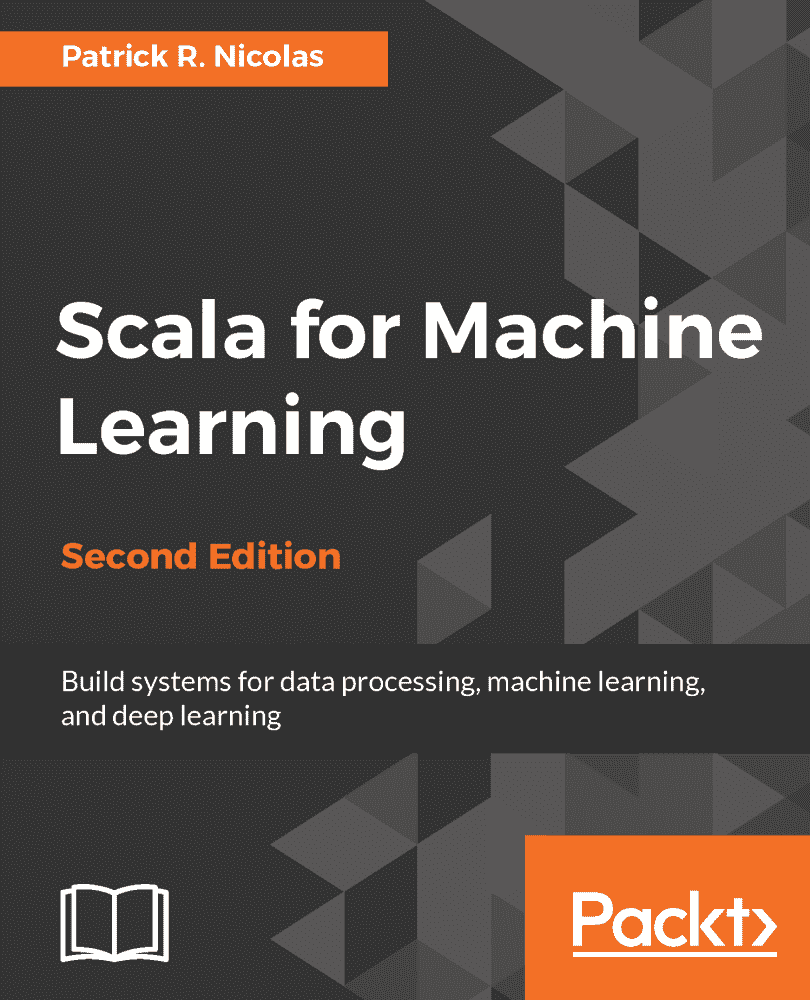 Patrick R. Nicolas
Scala for Machine
Learning
Second Edition
Build systems for data processing, machine learning,
and deep learning
Packt>